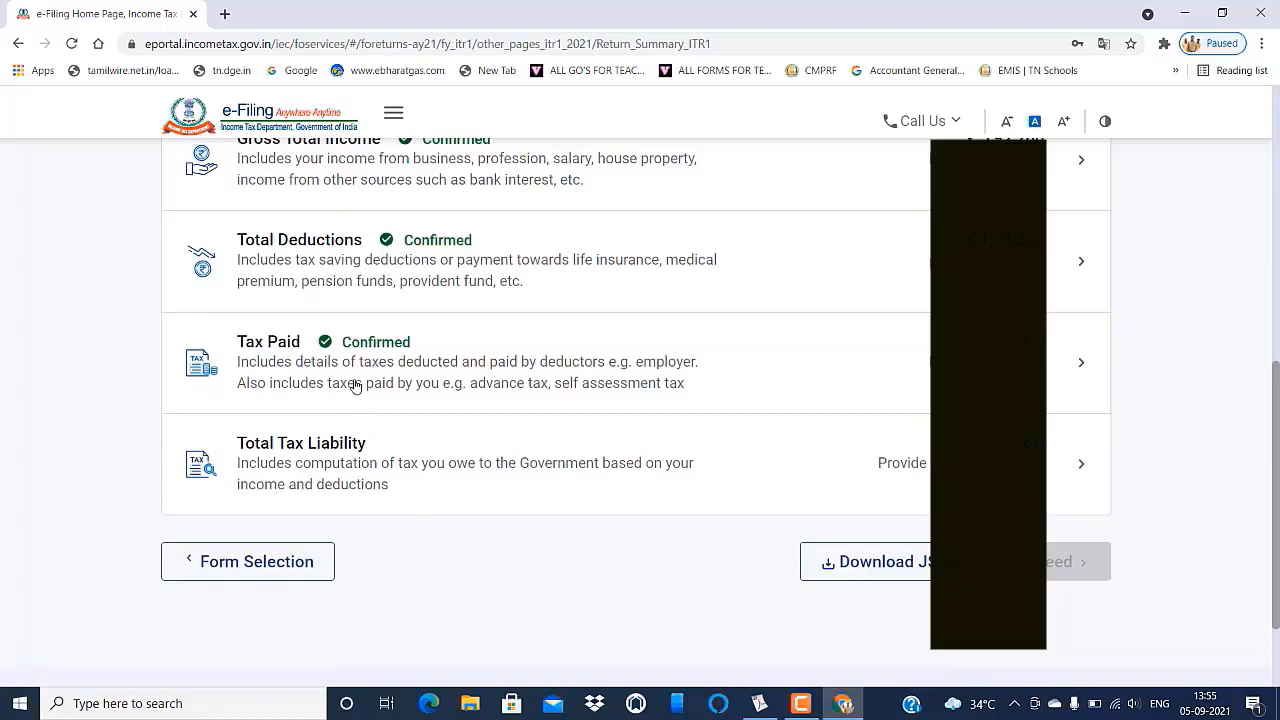 e-Filing Home Page, Income Tax
eportal.incometax.gov.in/iec/foservices/#/foreturns-ay21/fy_itr1/other_pages_itr1_2021/Return_Summary_ITR1
Paused
Apps
tamilwire.net.in/loa...
tn.dge.in
Google
www.ebharatgas.com
New Tab
ALL GO'S FOR TEAC...
ALL FORMS FOR TE...
CMPRF
Accountant General...
EMIS | TN Schools
»
Reading list
e-Filing Anywhere Anytime
Income Tax Department, Government of India
Call Us
A-
A
A+
Gross Total Income Confirmed
Includes your income from business, profession, salary, house property,
income from other sources such as bank interest, etc.
Total Deductions Confirmed
Includes tax saving deductions or payment towards life insurance, medical
premium, pension funds, provident fund, etc.
Tax Paid Confirmed
Includes details of taxes deducted and paid by deductors e.g. employer.
Also includes taxes paid by you e.g. advance tax, self assessment tax
Total Tax Liability
Includes computation of tax you owe to the Government based on your
income and deductions
Provide
TAX
TAX
Form Selection
Download JS
eed
Type here to search
34°C
ENG
13:55
05-09-2021